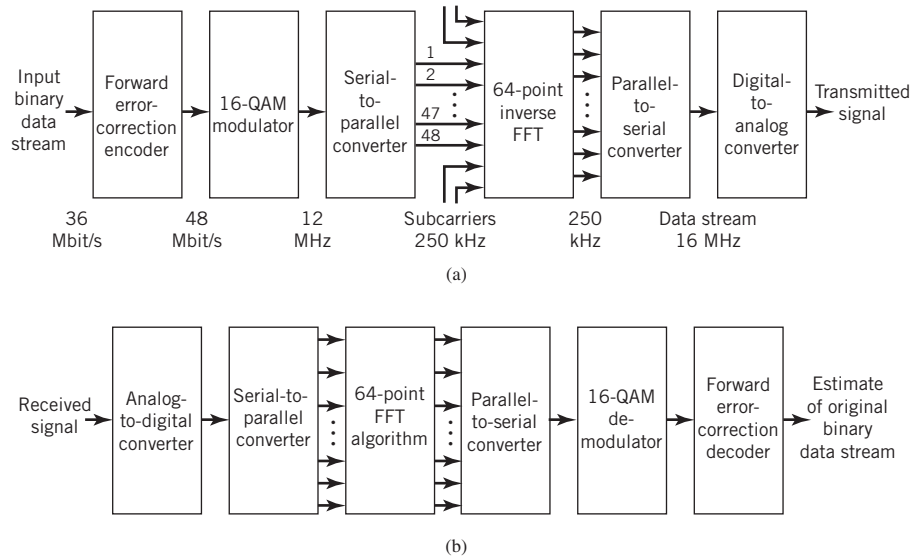 Input
binary
data
stream
Forward
error-
correction
encoder
16-QAM
modulator
Serial-
to-
parallel
converter
1
2
47
48
64-point
inverse
FFT
Parallel-
to-
serial
converter
Digital-
to-
analog
converter
Transmitted
signal
36
Mbit/s
48
Mbit/s
12
MHz
Subcarriers
250 kHz
250
kHz
Data stream
16 MHz
(a)
Received
signal
Analog-
to-digital
converter
Serial-to-
parallel
converter
64-point
FFT
algorithm
Parallel-
to-serial
converter
16-QAM
de-
modulator
Forward
error-
correction
decoder
Estimate
of original
binary
data stream
(b)